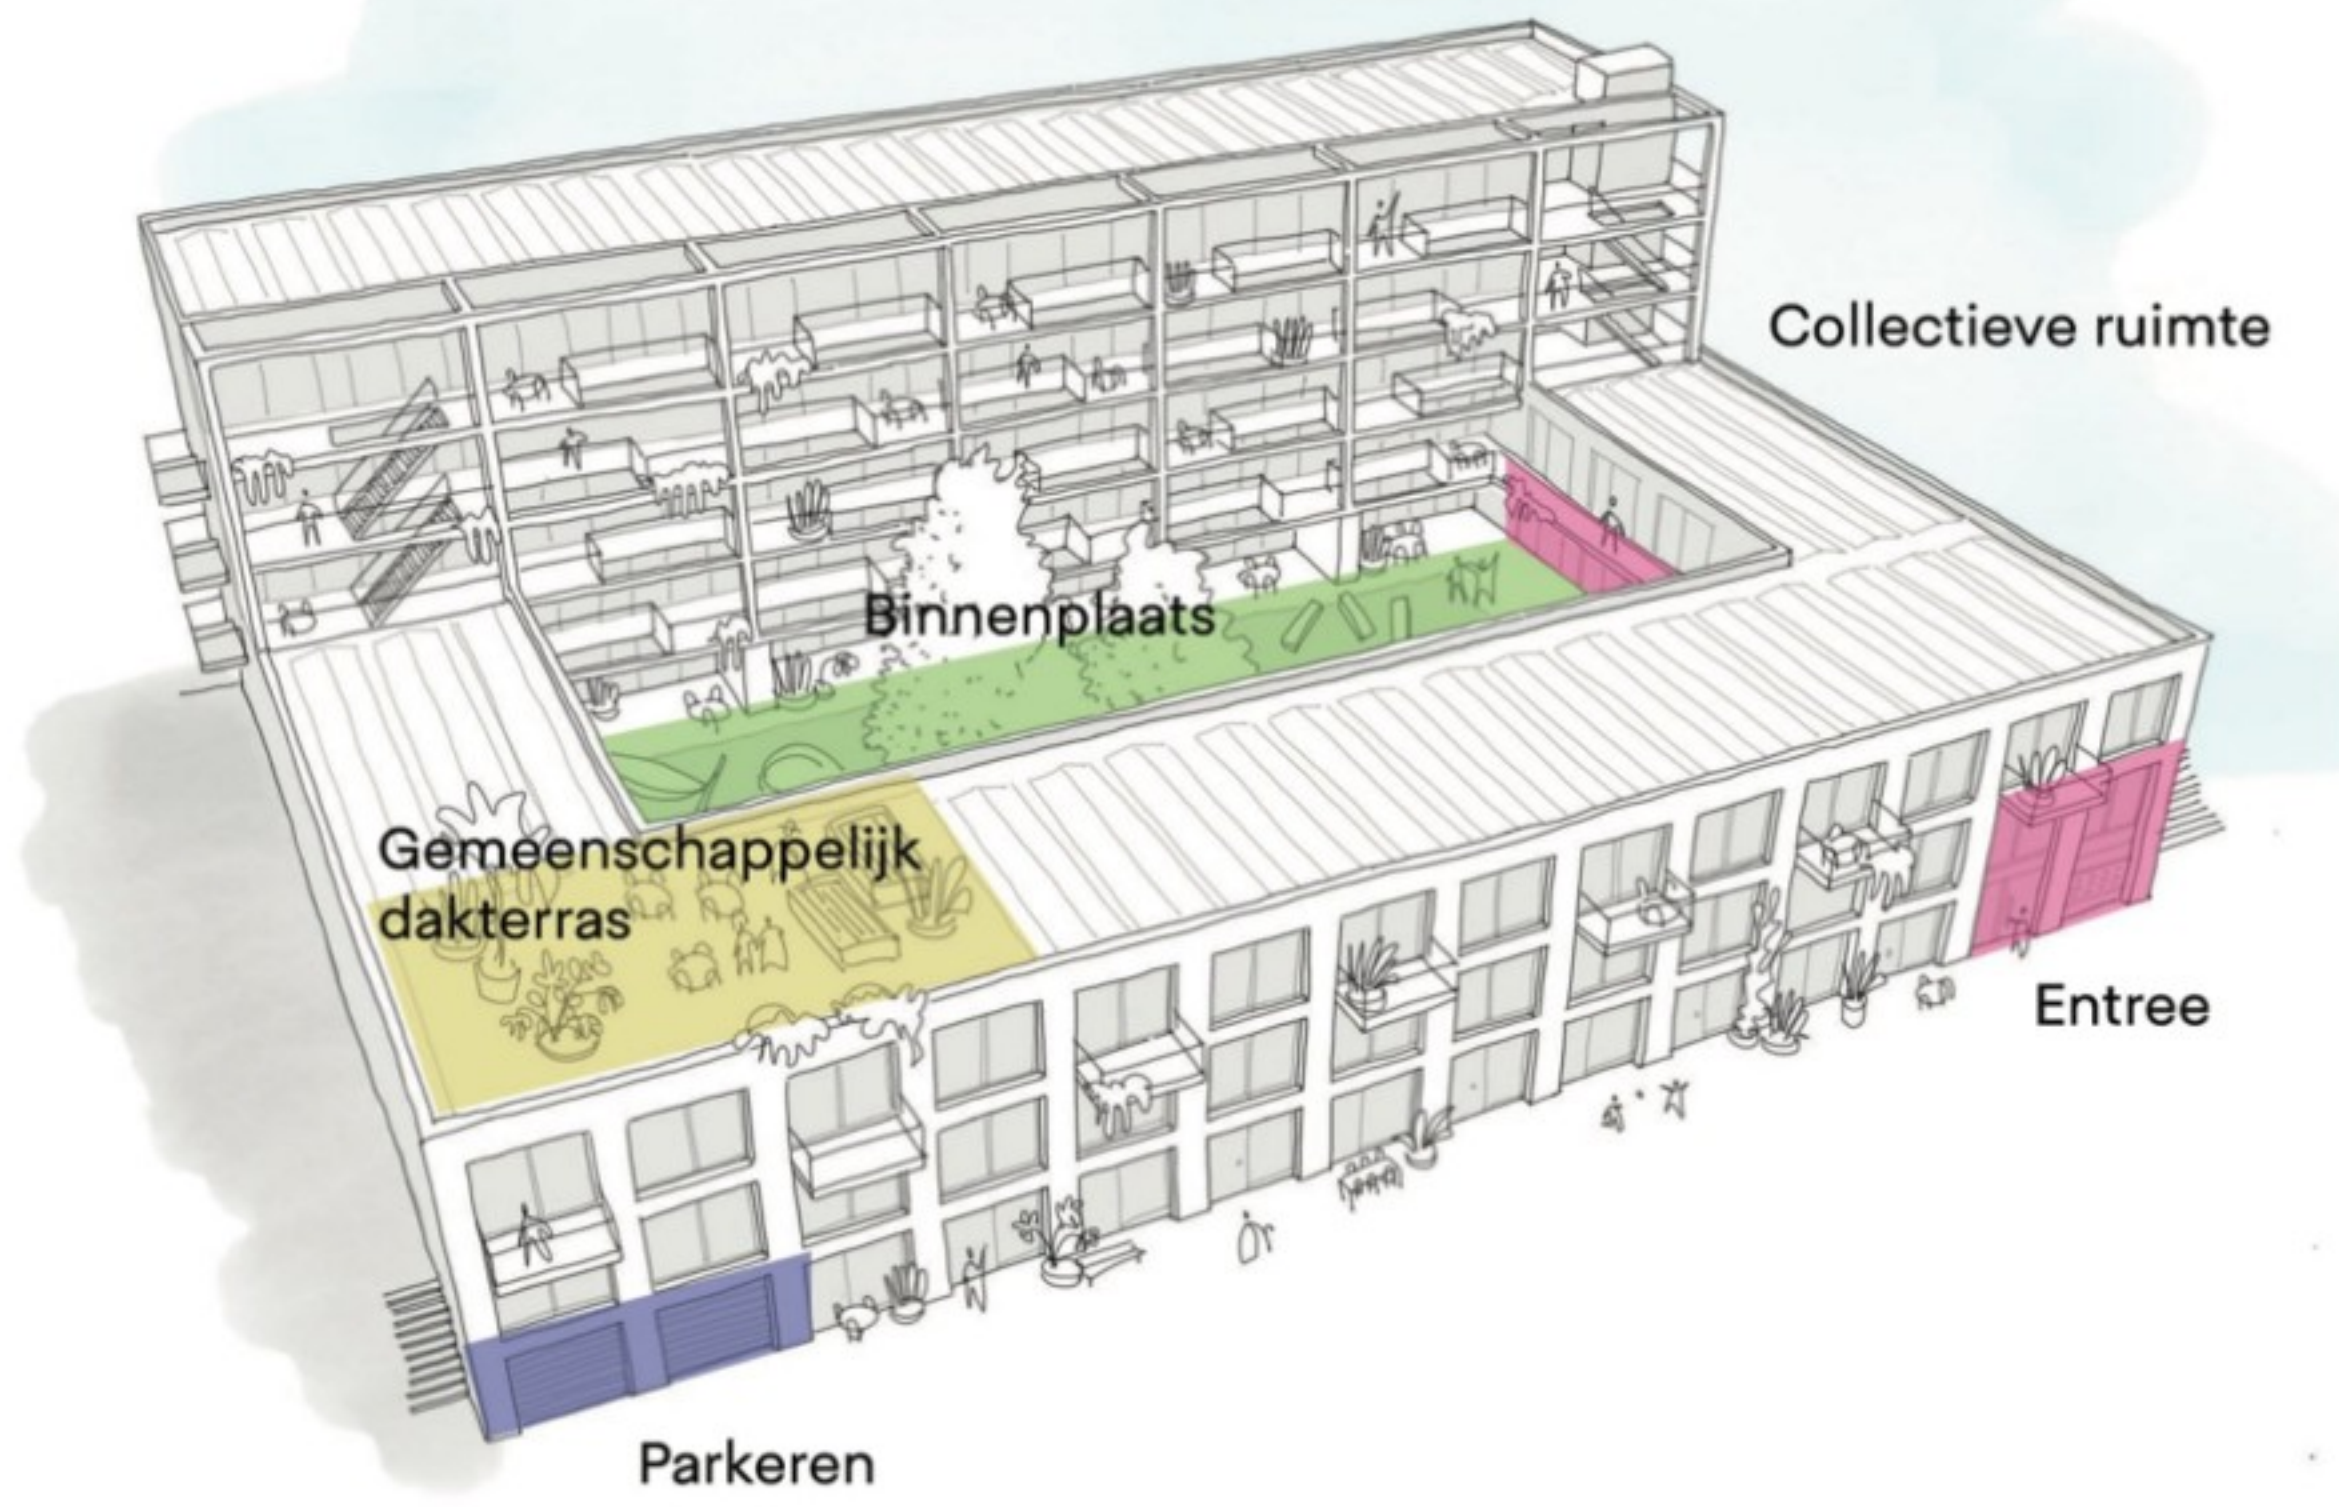 Collectieve ruimte
Binnenplaats
Gemeenschappelijk
dakterras
Entree
Parkeren